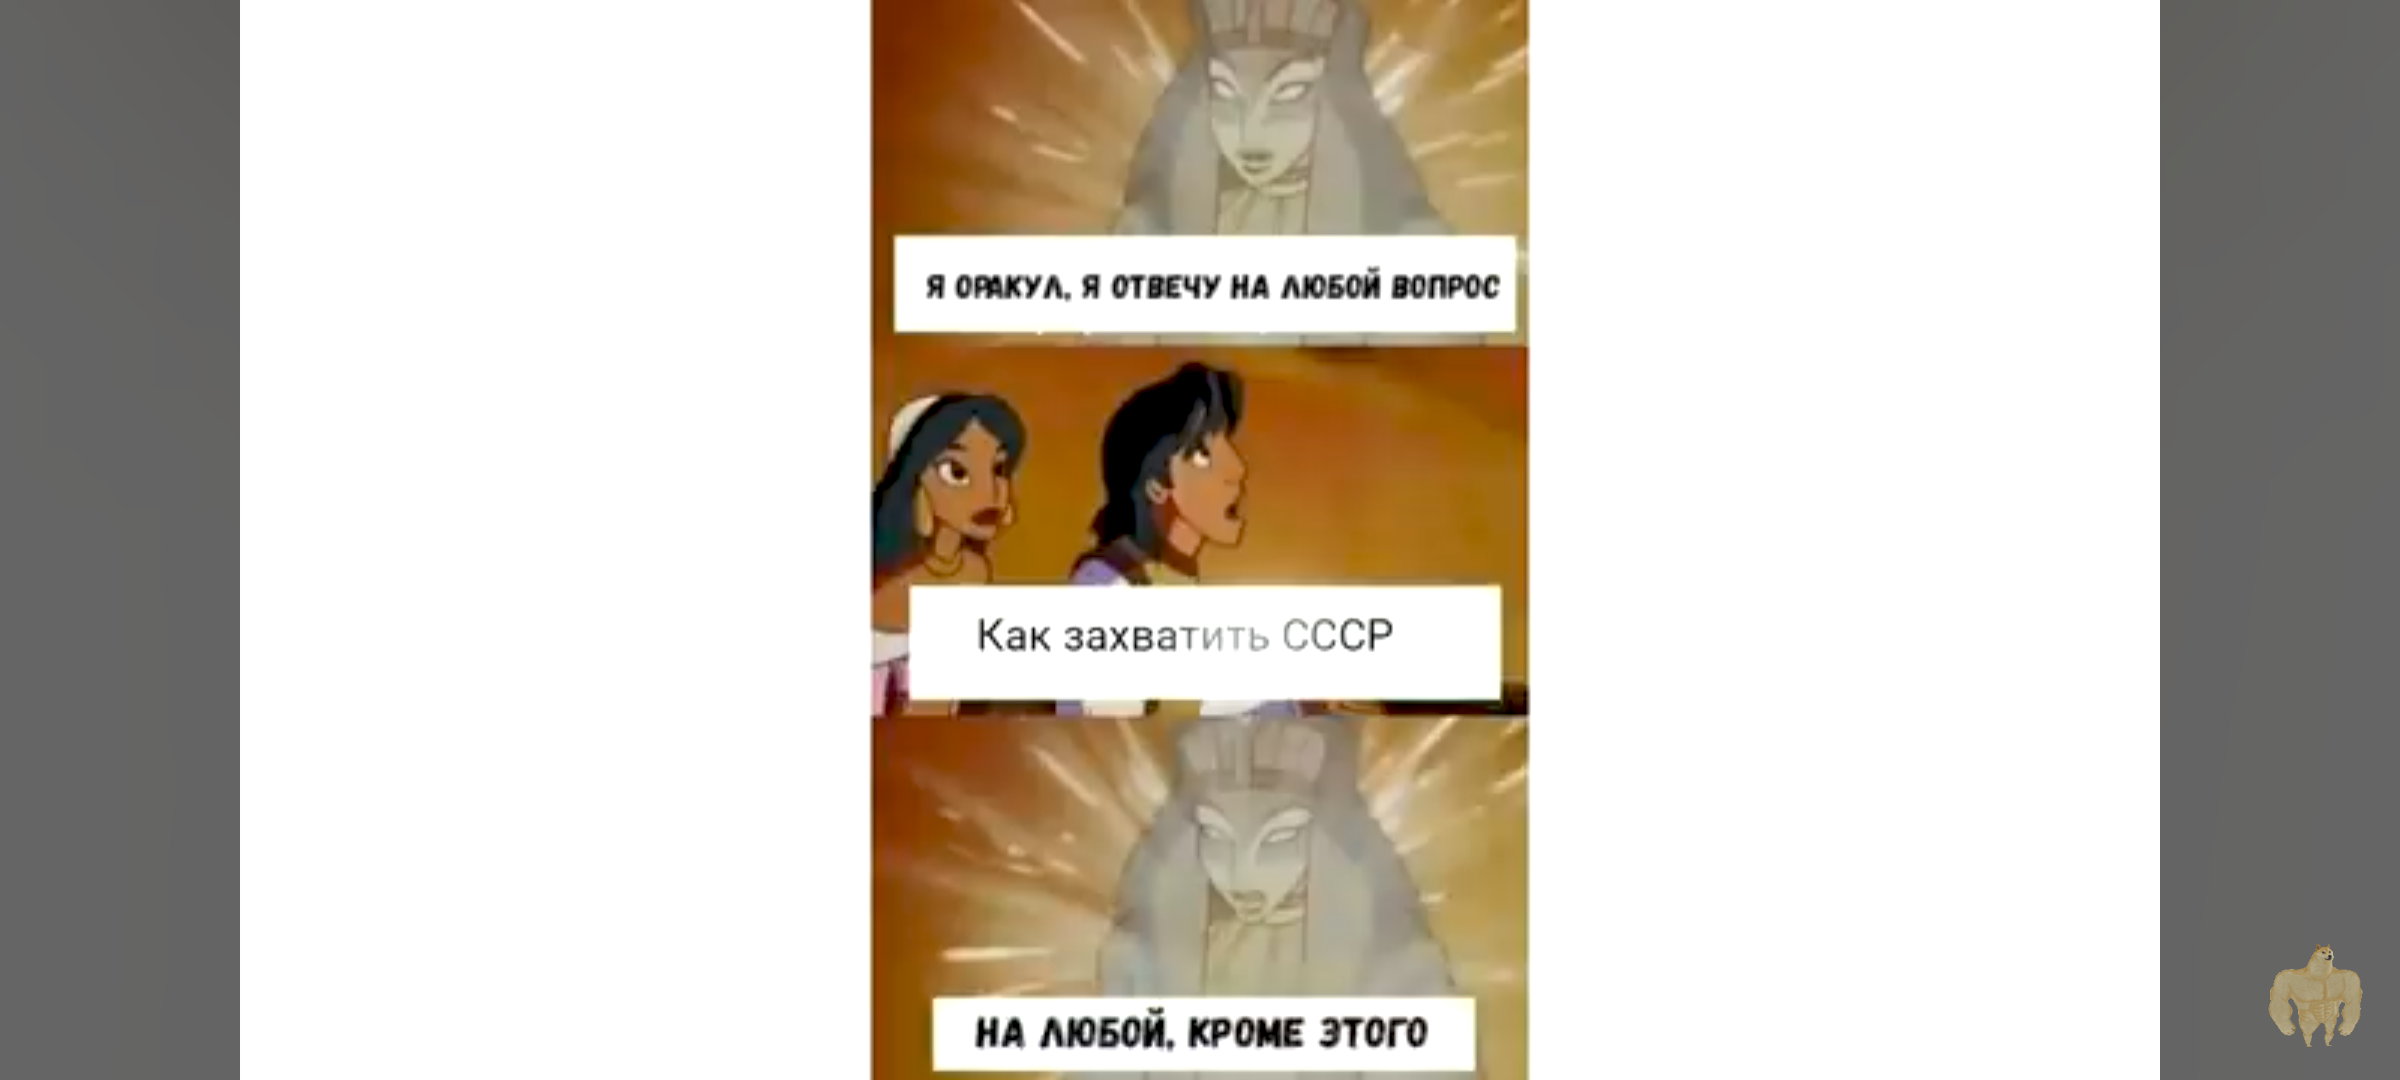 Я ОРАКУЛ, Я ОТВЕЧУ НА ЛЮБОЙ ВОПРОС
Как захватить СССР
НА ЛЮБОЙ, КРОМЕ ЭТОГО